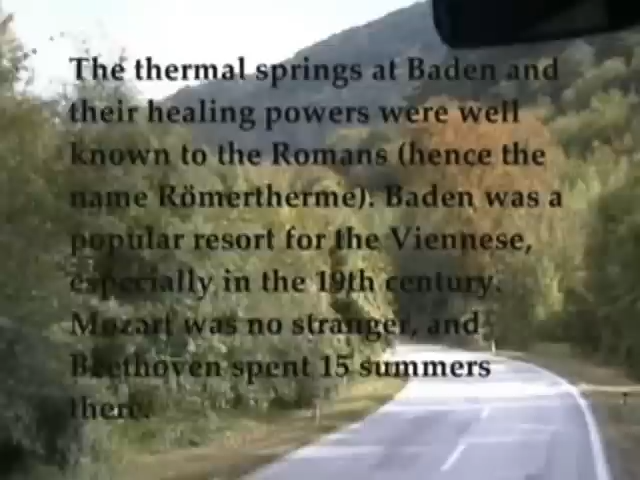 The thermal springs at Baden and
their healing powers were well
known to the Romans (hence the
name Römertherme). Baden was a
popular resort for the Viennese,
especially in the 19th century.
Mozart was no stranger, and
Beethoven spent 15 summers
there.